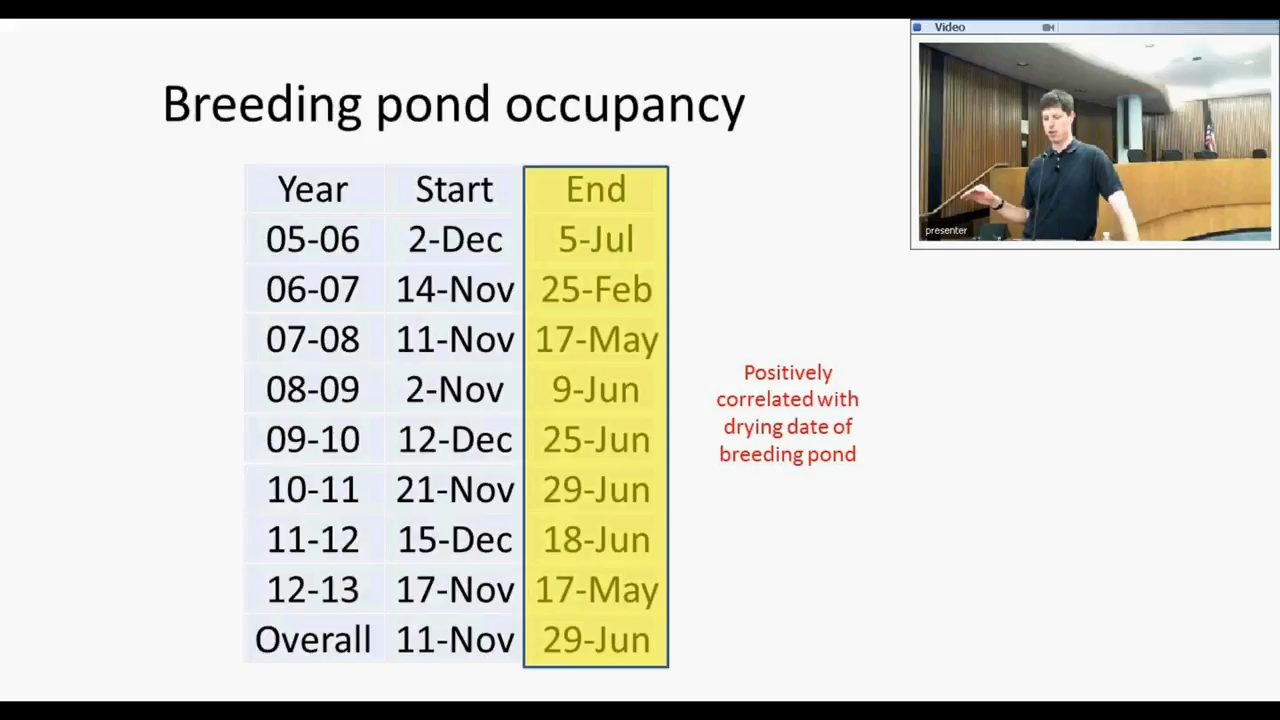 Video
presenter
Breeding pond occupancy
Year Start End
05-06 2-Dec 5-Jul
06-07 14-Nov 25-Feb
07-08 11-Nov 17-May
08-09 2-Nov 9-Jun
09-10 12-Dec 25-Jun
10-11 21-Nov 29-Jun
11-12 15-Dec 18-Jun
12-13 17-Nov 17-May
Overall 11-Nov 29-Jun
Positively
correlated with
drying date of
breeding pond